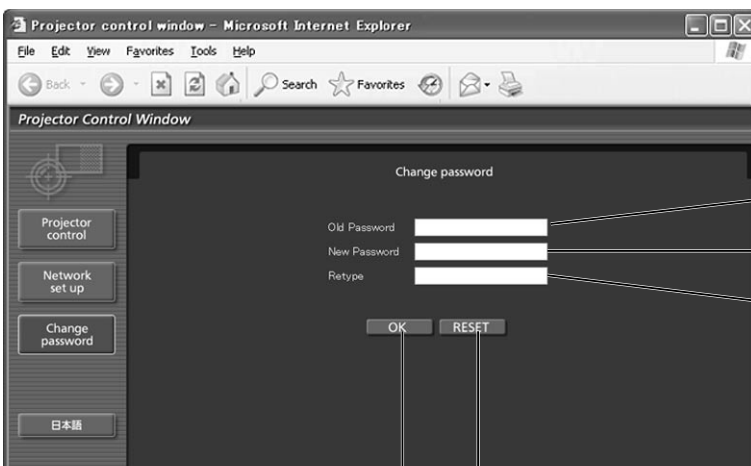 Projector control window - Microsoft Internet Explorer
File Edit View Favorites Tools Help
Back Search Favorites
Projector Control Window
Change password
Projector
control
Network
set up
Change
password
日本語
Old Password
New Password
Retype
OK RESET